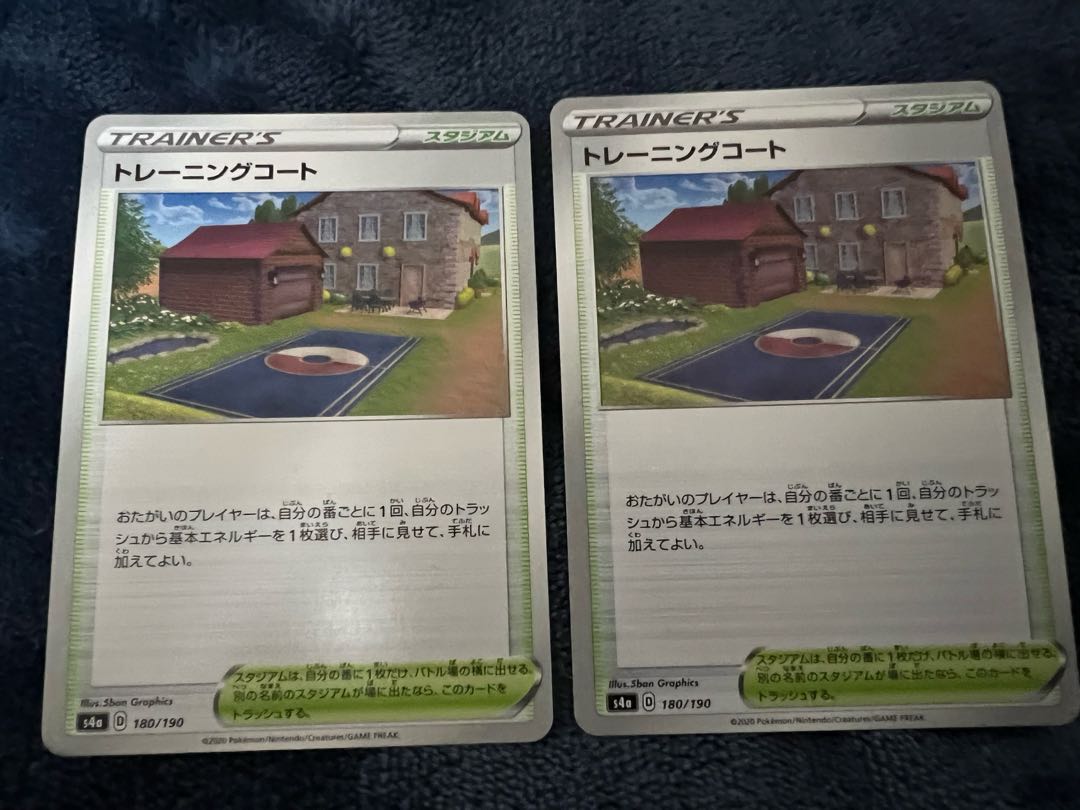 TRAINER'S スタジアム
トレーニングコート
おたがいのプレイヤーは、自分の番ごとに1回、自分のトラッ
シュから基本エネルギーを1枚選び、相手に見せて、手札に
加えてよい。
スタジアムは、自分の番に1枚だけ、バトル場の横に出せる。
別の名前のスタジアムが場に出たなら、このカードを
トラッシュする。
Illus. 5ban Graphics
s4a D 180/190
©2020 Pokémon/Nintendo/Creatures/GAME FREAK
TRAINER'S スタジアム
トレーニングコート
おたがいのプレイヤーは、自分の番ごとに1回、自分のトラッ
シュから基本エネルギーを1枚選び、相手に見せて、手札に
加えてよい。
スタジアムは、自分の番に1枚だけ、バトル場の横に出せる。
別の名前のスタジアムが場に出たなら、このカードを
トラッシュする。
Illus. 5ban Graphics
s4a D 180/190
©2020 Pokémon/Nintendo/Creatures/GAME FREAK